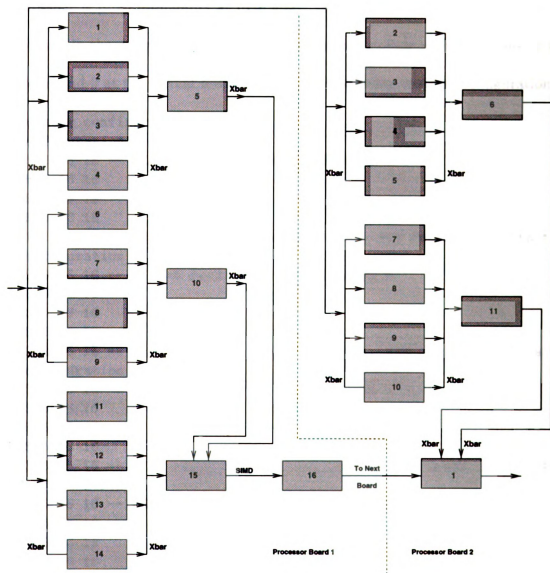 1
2
3
Xbar
4
Xbar
5
Xbar
6
7
8
Xbar
9
Xbar
10
Xbar
11
12
13
Xbar
14
Xbar
15
SIMD
16
To Next
Board
Processor Board 1
2
3
4
Xbar
5
Xbar
6
7
8
9
Xbar
10
Xbar
11
Xbar
Xbar
1
Processor Board 2